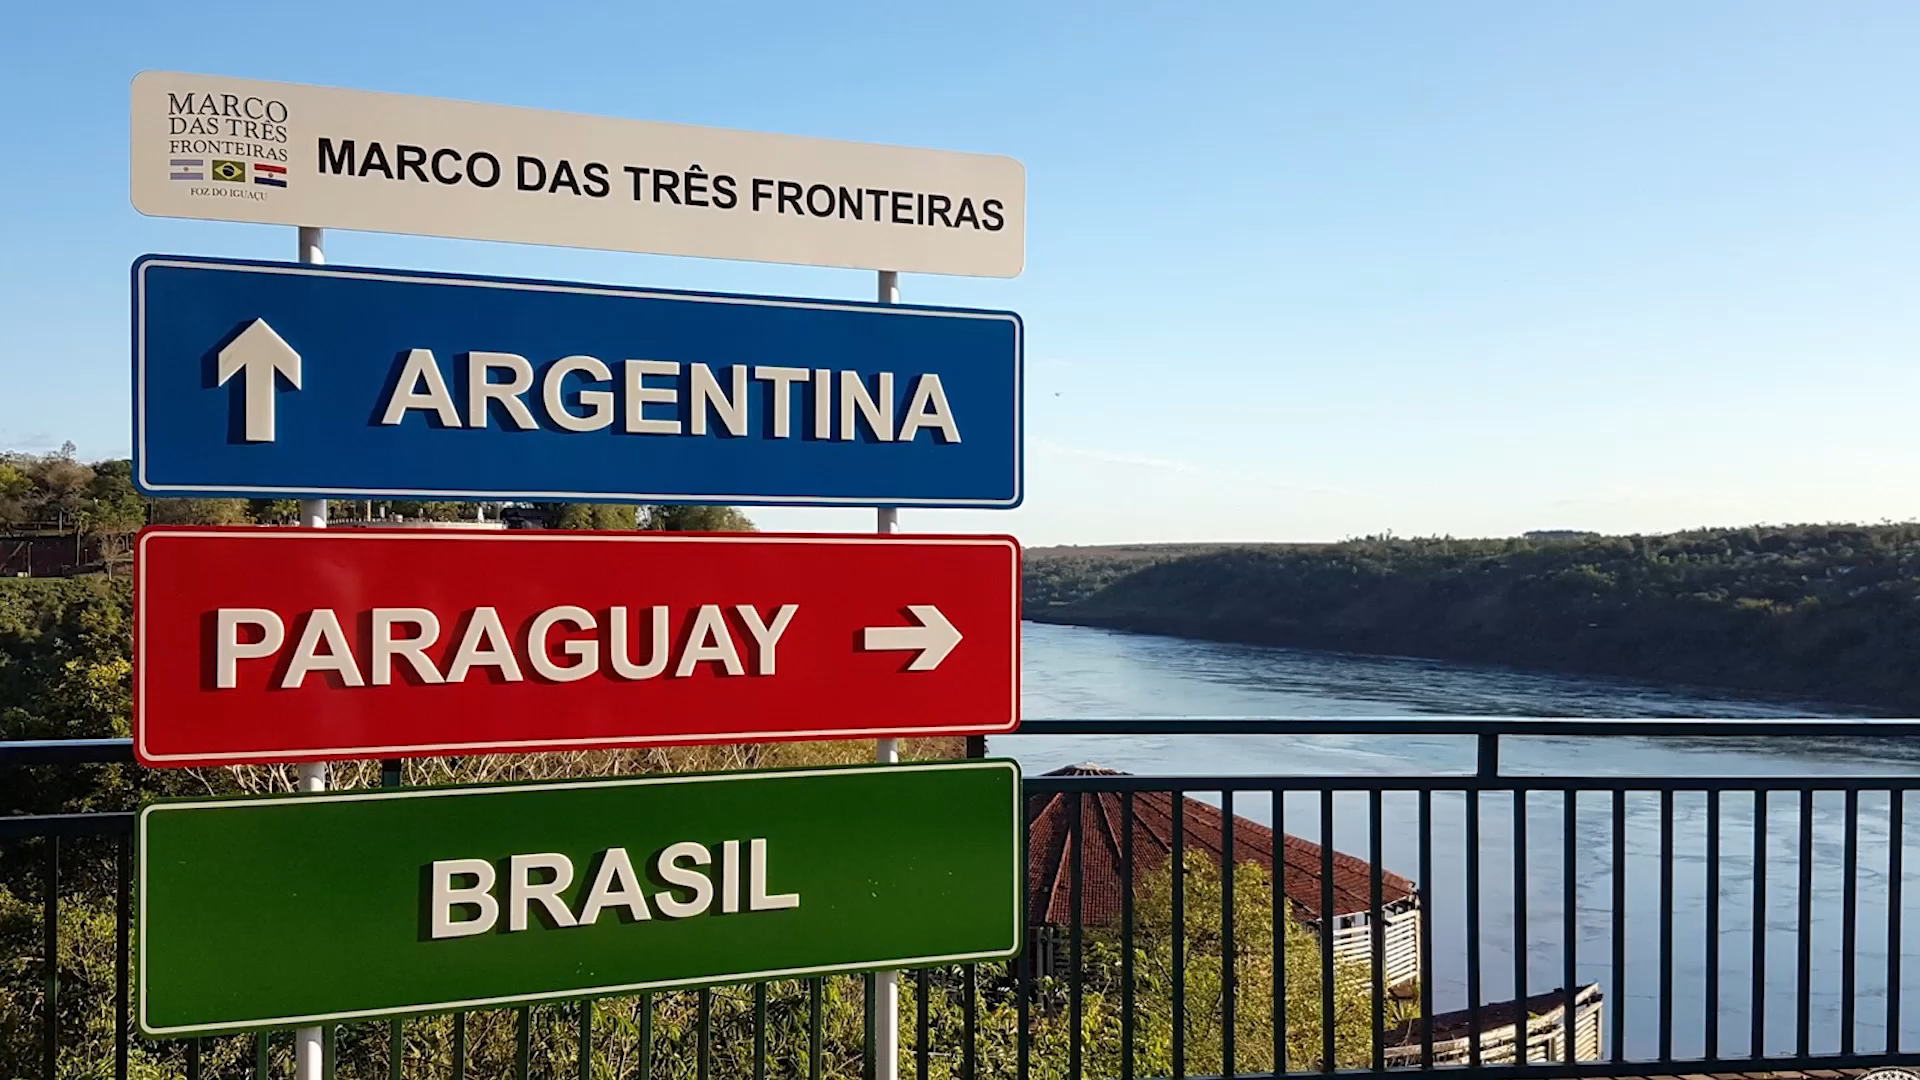 MARCO
DAS TRÊS
FRONTEIRAS
FOZ DO IGUAÇU
MARCO DAS TRÊS FRONTEIRAS
ARGENTINA
PARAGUAY
BRASIL